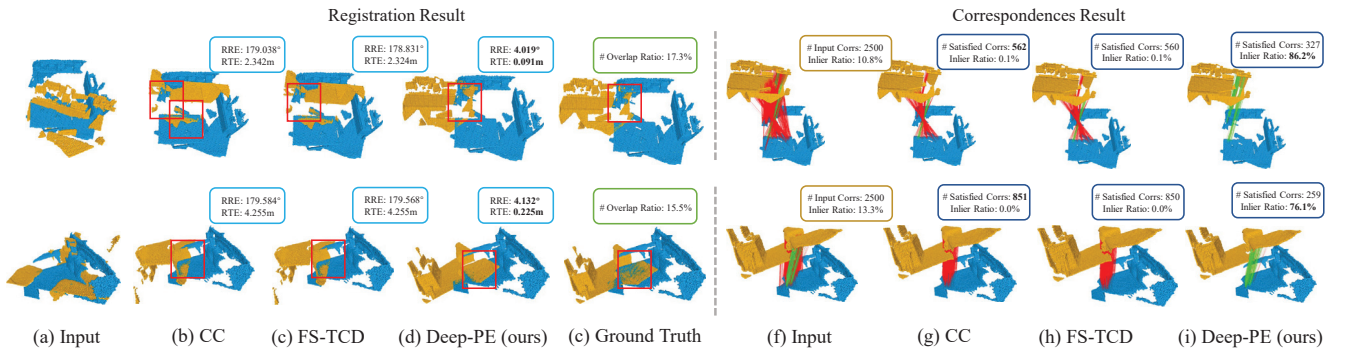 Registration Result
Correspondences Result
RRE: 179.038°
RTE: 2.342m
RRE: 178.831°
RTE: 2.324m
RRE: 4.019°
RTE: 0.091m
# Overlap Ratio: 17.3%
# Input Corrs: 2500
Inlier Ratio: 10.8%
# Satisfied Corrs: 562
Inlier Ratio: 0.1%
# Satisfied Corrs: 560
Inlier Ratio: 0.1%
# Satisfied Corrs: 327
Inlier Ratio: 86.2%
RRE: 179.584°
RTE: 4.255m
RRE: 179.568°
RTE: 4.255m
RRE: 4.132°
RTE: 0.225m
# Overlap Ratio: 15.5%
# Input Corrs: 2500
Inlier Ratio: 13.3%
# Satisfied Corrs: 851
Inlier Ratio: 0.0%
# Satisfied Corrs: 850
Inlier Ratio: 0.0%
# Satisfied Corrs: 259
Inlier Ratio: 76.1%
(a) Input
(b) CC
(c) FS-TCD
(d) Deep-PE (ours)
(c) Ground Truth
(f) Input
(g) CC
(h) FS-TCD
(i) Deep-PE (ours)